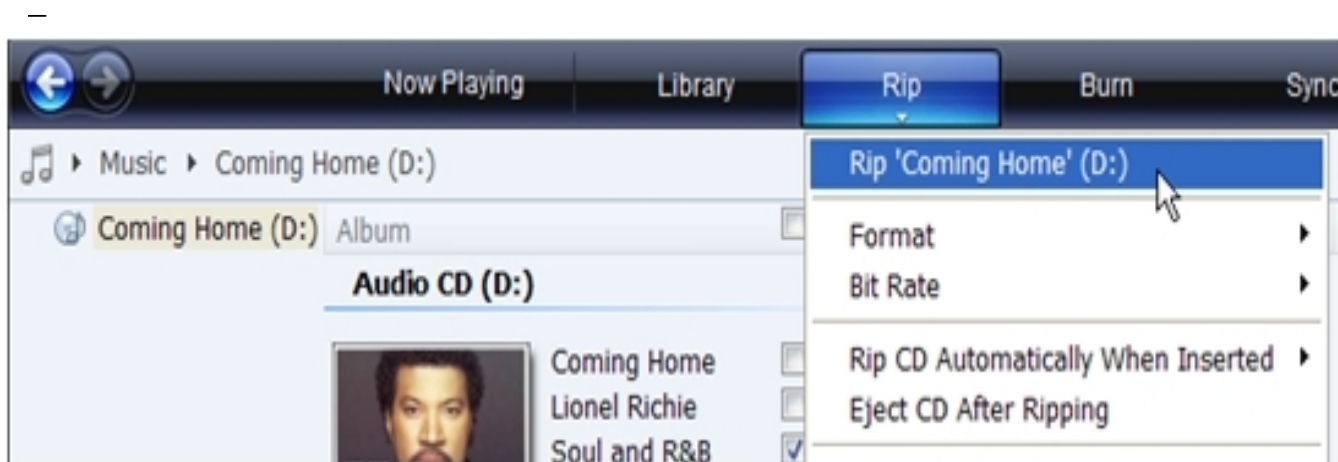 Now Playing Library Rip Burn Sync
Music Coming Home (D:)
Rip 'Coming Home' (D:)
Coming Home (D:) Album
Format
Audio CD (D:)
Bit Rate
Coming Home
Rip CD Automatically When Inserted
Lionel Richie
Eject CD After Ripping
Soul and R&B